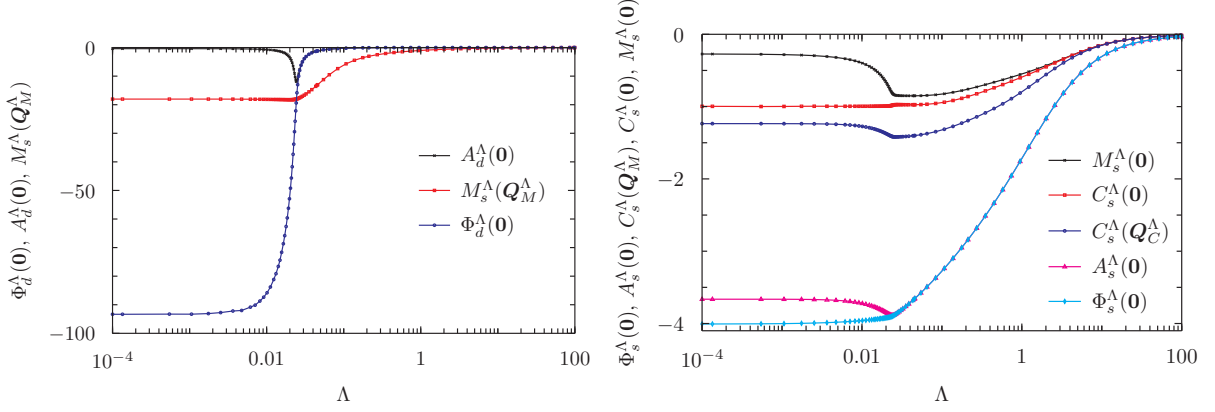 0
−50
−100
10⁻⁴
0.01
1
100
Λ
Φ_d^Λ(0), A_d^Λ(0), M_s^Λ(Q_M^Λ)
A_d^Λ(0)
M_s^Λ(Q_M^Λ)
Φ_d^Λ(0)
0
−2
−4
10⁻⁴
0.01
1
100
Λ
Φ_s^Λ(0), A_s^Λ(0), C_s^Λ(Q_M^Λ), C_s^Λ(0), M_s^Λ(0)
M_s^Λ(0)
C_s^Λ(0)
C_s^Λ(Q_C^Λ)
A_s^Λ(0)
Φ_s^Λ(0)